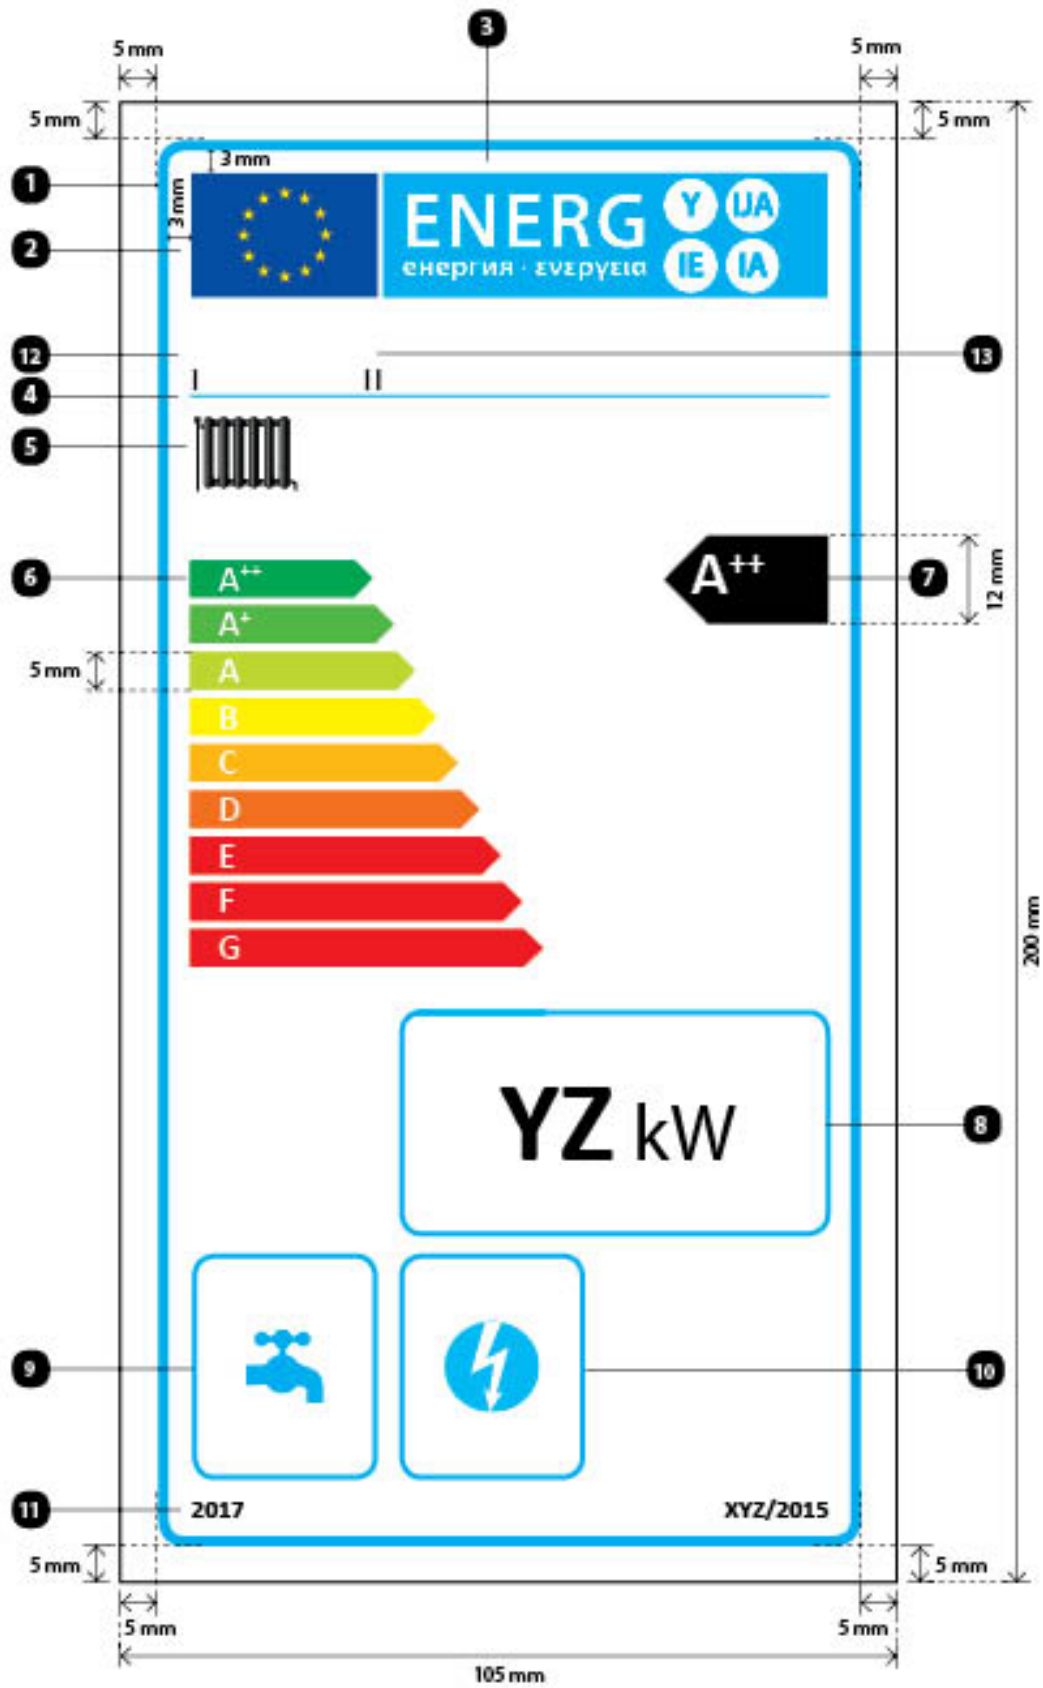 3
5 mm
5 mm
5 mm
5 mm
3 mm
1
3 mm
ENERG Y IJA
2
енергия · ενεργεια IE IA
12
13
I
II
4
5
6
A++
A++
7
12 mm
A+
5 mm
A
B
C
D
E
F
G
200 mm
YZ kW
8
9
10
11
2017
XYZ/2015
5 mm
5 mm
5 mm
5 mm
105 mm